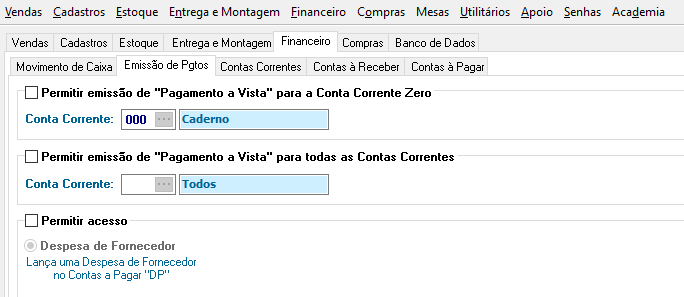 Vendas Cadastros Estoque Entrega e Montagem Financeiro Compras Mesas Utilitários Apoio Senhas Academia
Vendas Cadastros Estoque Entrega e Montagem Financeiro Compras Banco de Dados
Movimento de Caixa Emissão de Pgtos Contas Correntes Contas à Receber Contas à Pagar
Permitir emissão de "Pagamento a Vista" para a Conta Corrente Zero
Conta Corrente: 000 ... Caderno
Permitir emissão de "Pagamento a Vista" para todas as Contas Correntes
Conta Corrente: ... Todos
Permitir acesso
Despesa de Fornecedor
Lança uma Despesa de Fornecedor
no Contas a Pagar "DP"